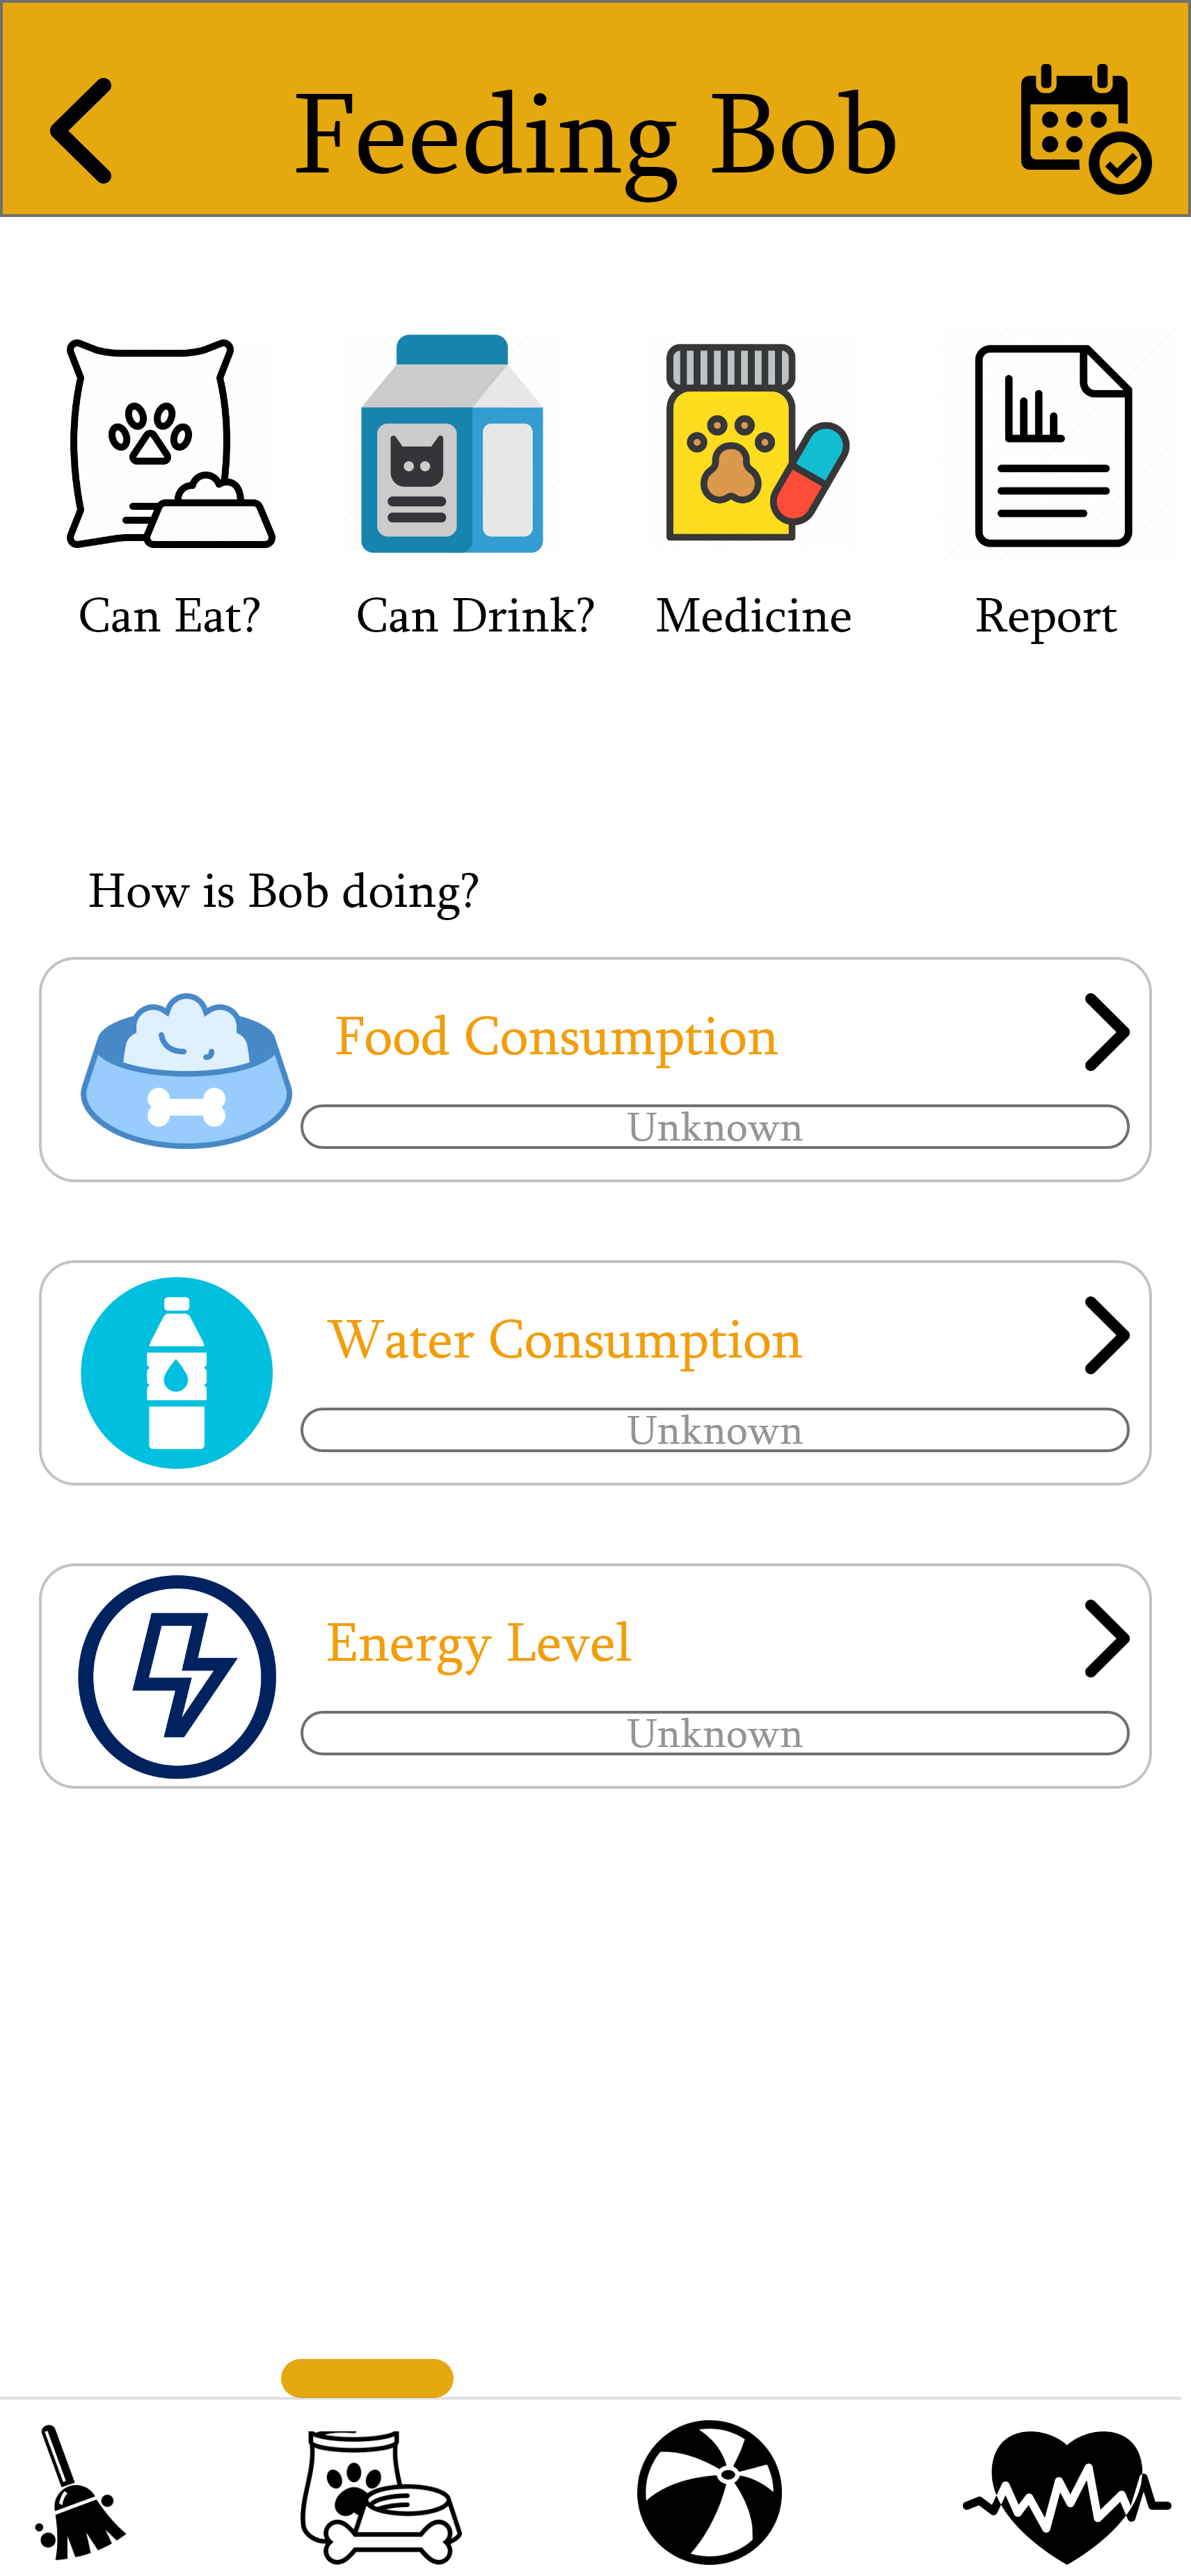 Feeding Bob
Can Eat?
Can Drink?
Medicine
Report
How is Bob doing?
Food Consumption
Unknown
Water Consumption
Unknown
Energy Level
Unknown